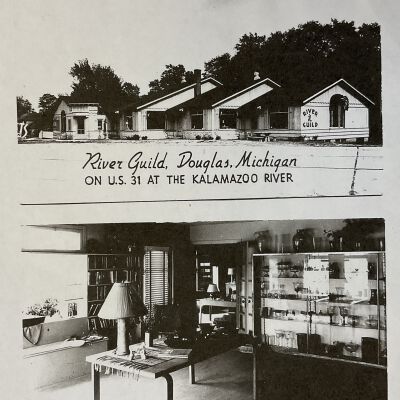 RIVER
GUILD
River Guild, Douglas, Michigan
ON U.S. 31 AT THE KALAMAZOO RIVER